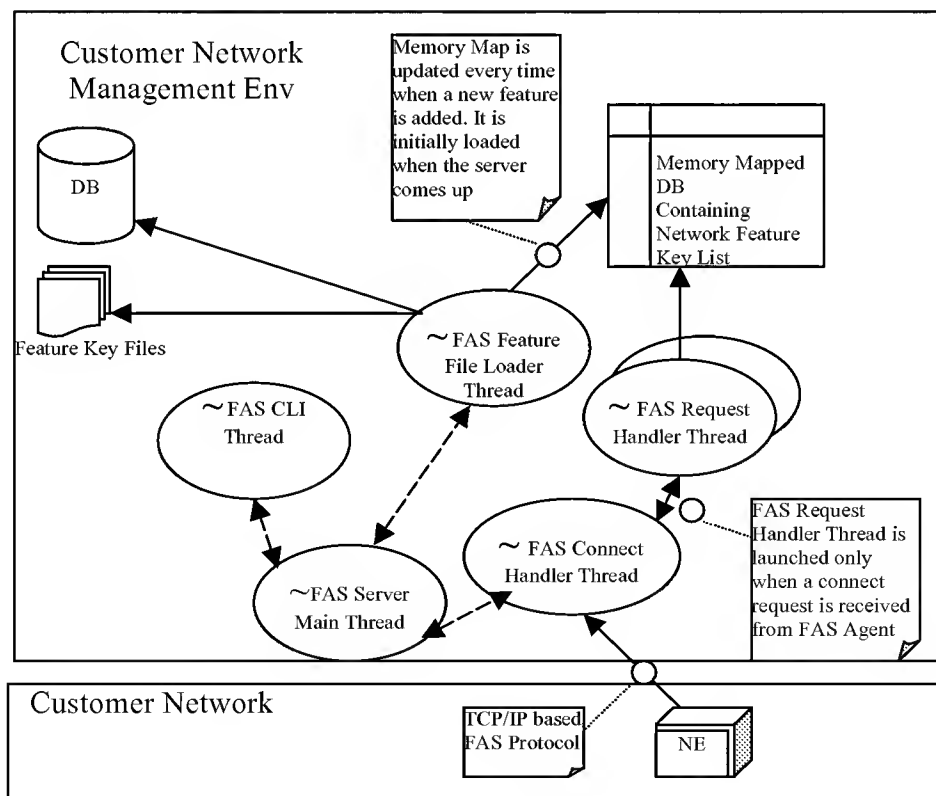 Customer Network
Management Env
DB
Feature Key Files
Memory Map is
updated every time
when a new feature
is added. It is
initially loaded
when the server
comes up
Memory Mapped
DB
Containing
Network Feature
Key List
~ FAS Feature
File Loader
Thread
~ FAS CLI
Thread
~ FAS Request
Handler Thread
~ FAS Connect
Handler Thread
~FAS Server
Main Thread
FAS Request
Handler Thread is
launched only
when a connect
request is received
from FAS Agent
Customer Network
TCP/IP based
FAS Protocol
NE